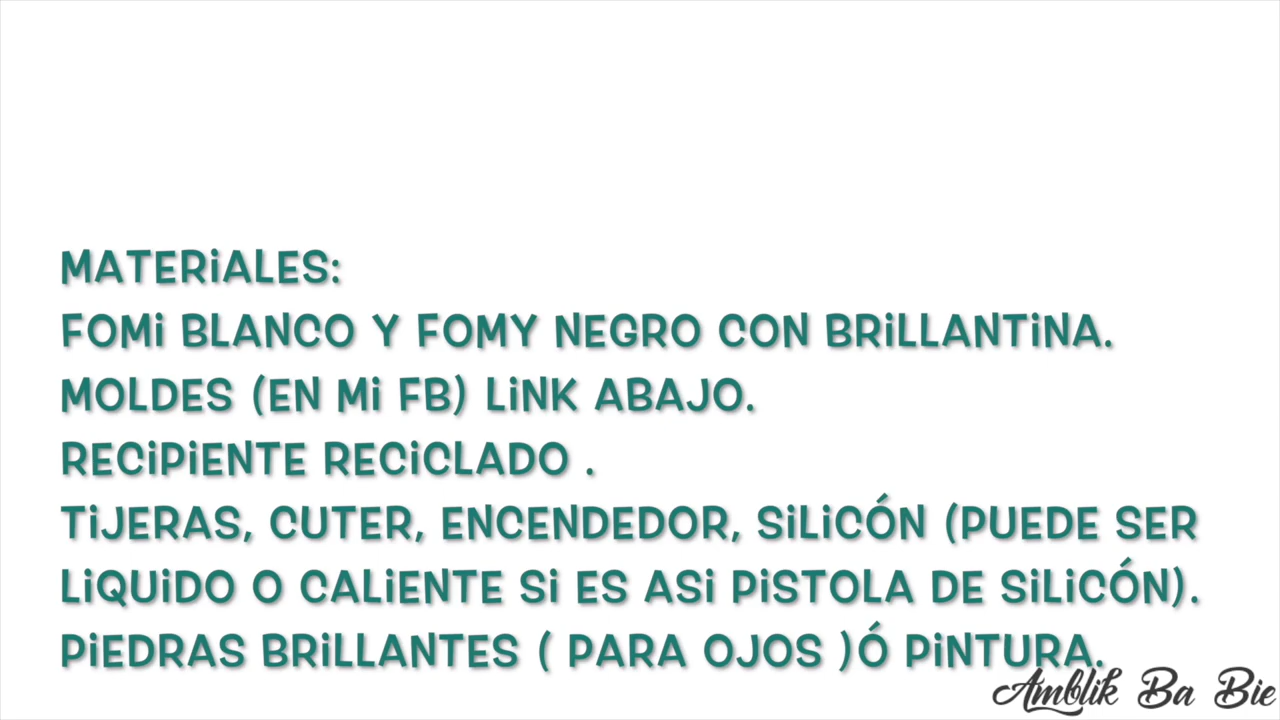 MATERiALES:
FOMi BLANCO Y FOMY NEGRO CON BRiLLANTiNA.
MOLDES (EN Mi FB) LiNK ABAJO.
RECiPiENTE RECiCLADO .
TiJERAS, CUTER, ENCENDEDOR, SiLiCÓN (PUEDE SER
LiQUiDO O CALiENTE Si ES ASi PiSTOLA DE SiLiCÓN).
PiEDRAS BRiLLANTES ( PARA OJOS )Ó PiNTURA.
Amblik Ba Bie